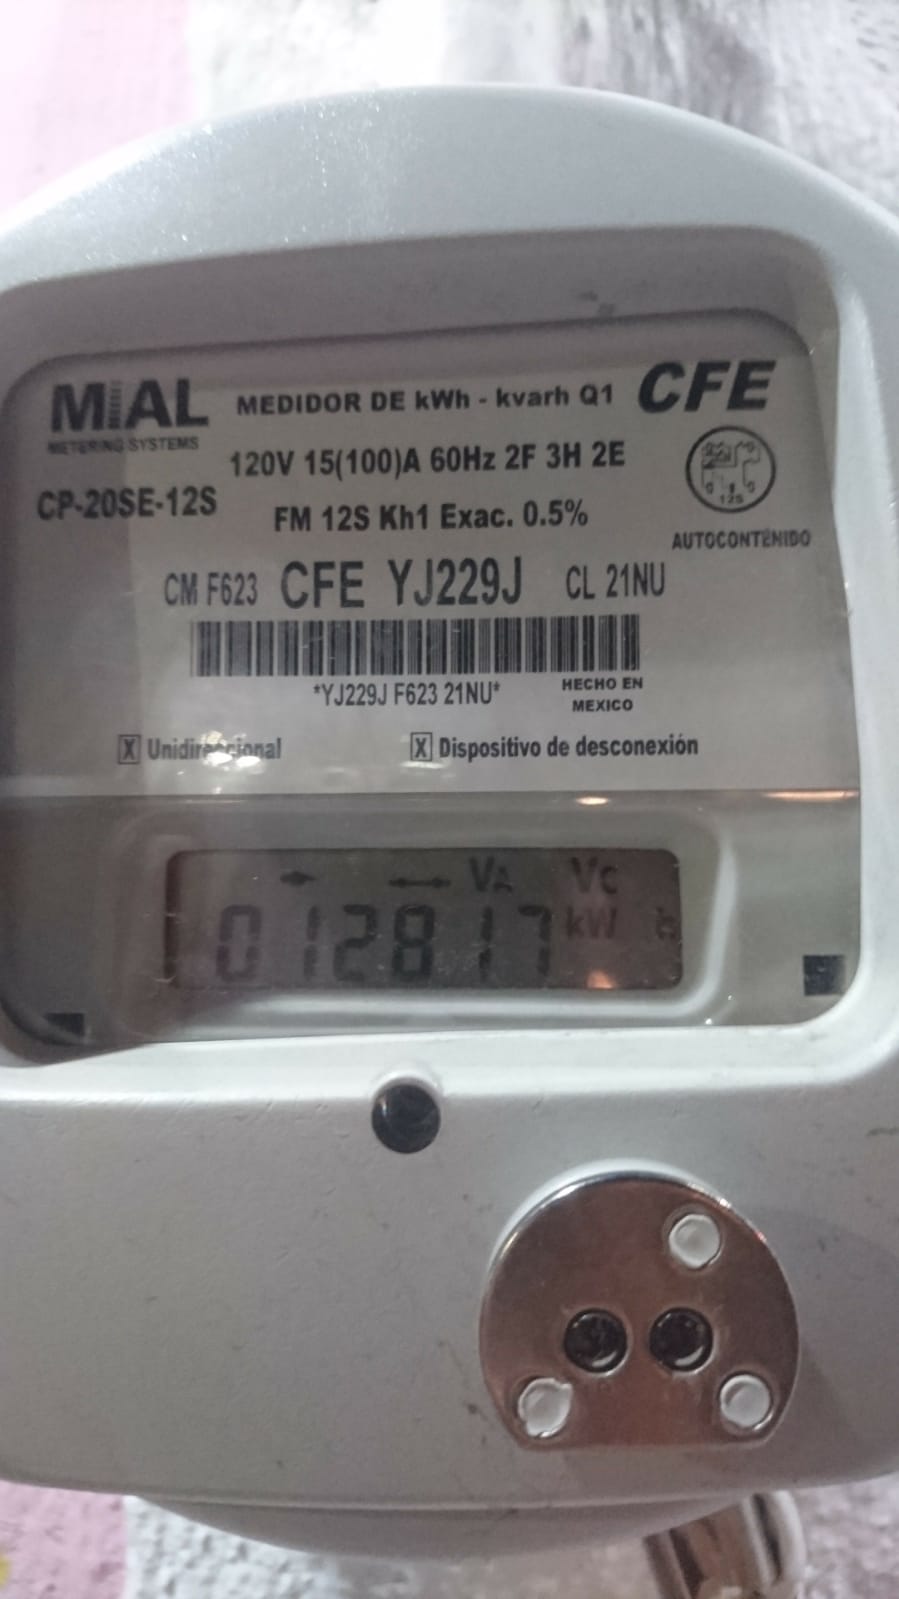 MIAL
METERING SYSTEMS
MEDIDOR DE kWh - kvarh Q1
CFE
120V 15(100)A 60Hz 2F 3H 2E
CP-20SE-12S
12S
FM 12S Kh1 Exac. 0.5%
AUTOCONTENIDO
CM F623 CFE YJ229J CL 21NU
*YJ229J F623 21NU*
HECHO EN
MEXICO
X Unidireccional
X Dispositivo de desconexión
VA VC
012817 kW